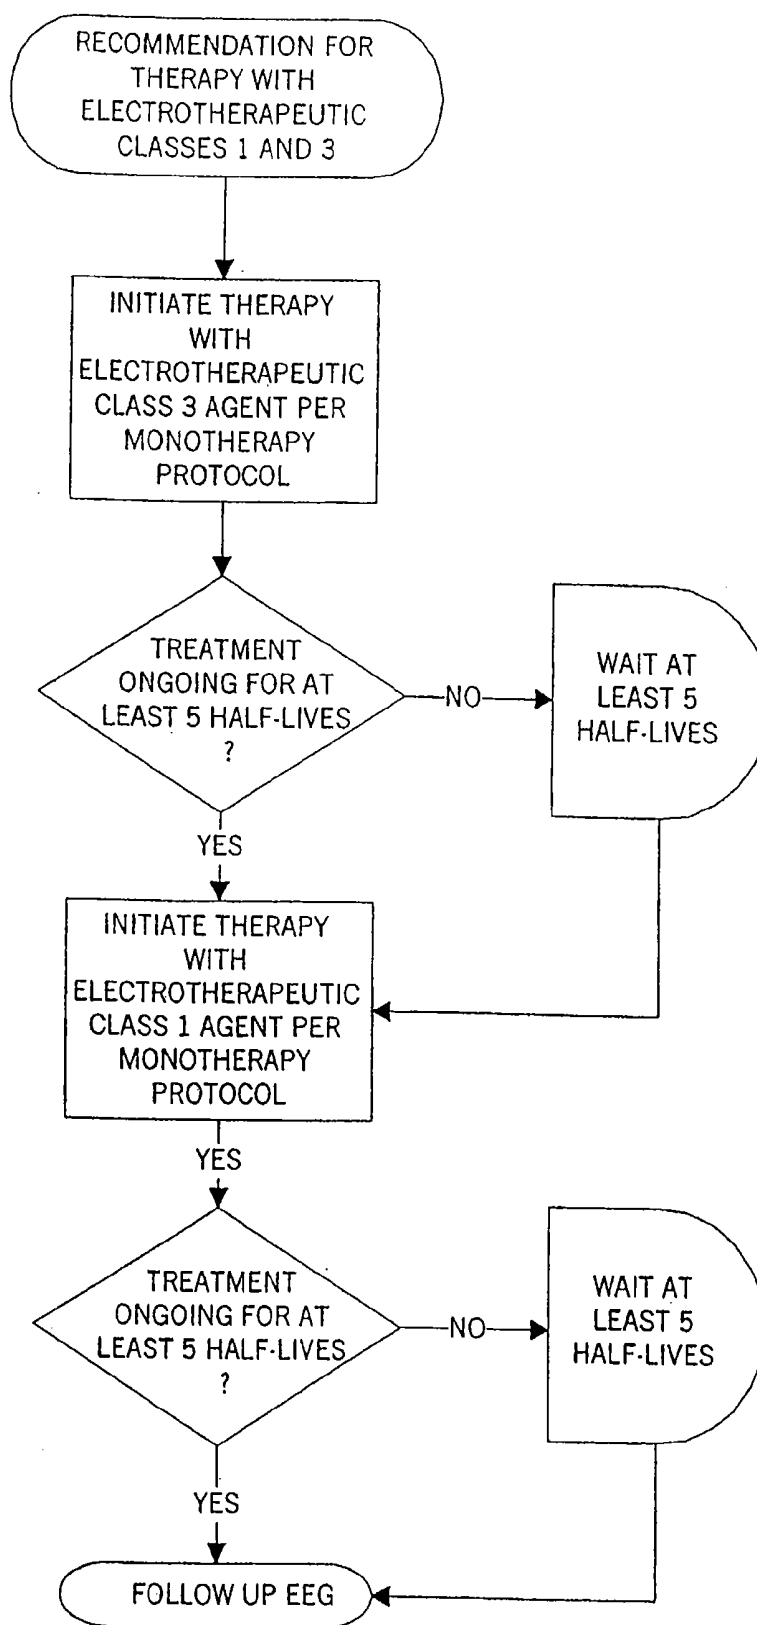 RECOMMENDATION FOR
THERAPY WITH
ELECTROTHERAPEUTIC
CLASSES 1 AND 3
INITIATE THERAPY
WITH
ELECTROTHERAPEUTIC
CLASS 3 AGENT PER
MONOTHERAPY
PROTOCOL
TREATMENT
ONGOING FOR AT
LEAST 5 HALF-LIVES
?
NO
WAIT AT
LEAST 5
HALF-LIVES
YES
INITIATE THERAPY
WITH
ELECTROTHERAPEUTIC
CLASS 1 AGENT PER
MONOTHERAPY
PROTOCOL
YES
TREATMENT
ONGOING FOR AT
LEAST 5 HALF-LIVES
?
NO
WAIT AT
LEAST 5
HALF-LIVES
YES
FOLLOW UP EEG